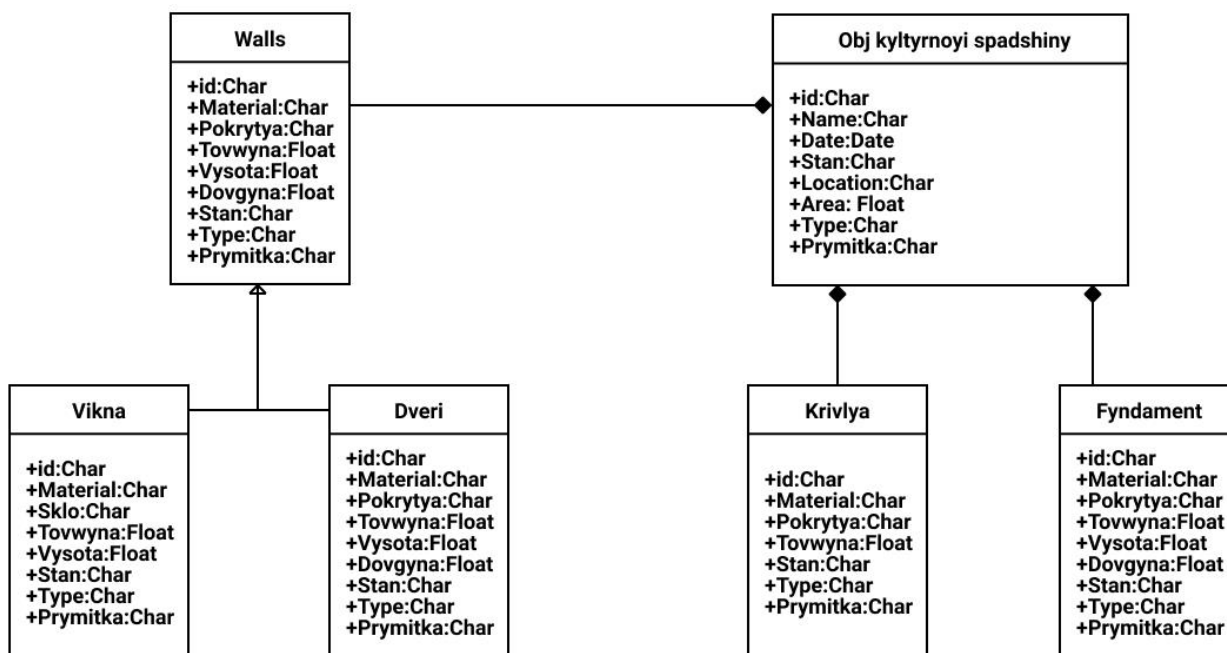 Walls
+id:Char
+Material:Char
+Pokrytya:Char
+Tovwyna:Float
+Vysota:Float
+Dovgyna:Float
+Stan:Char
+Type:Char
+Prymitka:Char
Obj kyltyrnoyi spadshiny
+id:Char
+Name:Char
+Date:Date
+Stan:Char
+Location:Char
+Area: Float
+Type:Char
+Prymitka:Char
Vikna
+id:Char
+Material:Char
+Sklo:Char
+Tovwyna:Float
+Vysota:Float
+Stan:Char
+Type:Char
+Prymitka:Char
Dveri
+id:Char
+Material:Char
+Pokrytya:Char
+Tovwyna:Float
+Vysota:Float
+Dovgyna:Float
+Stan:Char
+Type:Char
+Prymitka:Char
Krivlya
+id:Char
+Material:Char
+Pokrytya:Char
+Tovwyna:Float
+Stan:Char
+Type:Char
+Prymitka:Char
Fyndament
+id:Char
+Material:Char
+Pokrytya:Char
+Tovwyna:Float
+Vysota:Float
+Dovgyna:Float
+Stan:Char
+Type:Char
+Prymitka:Char